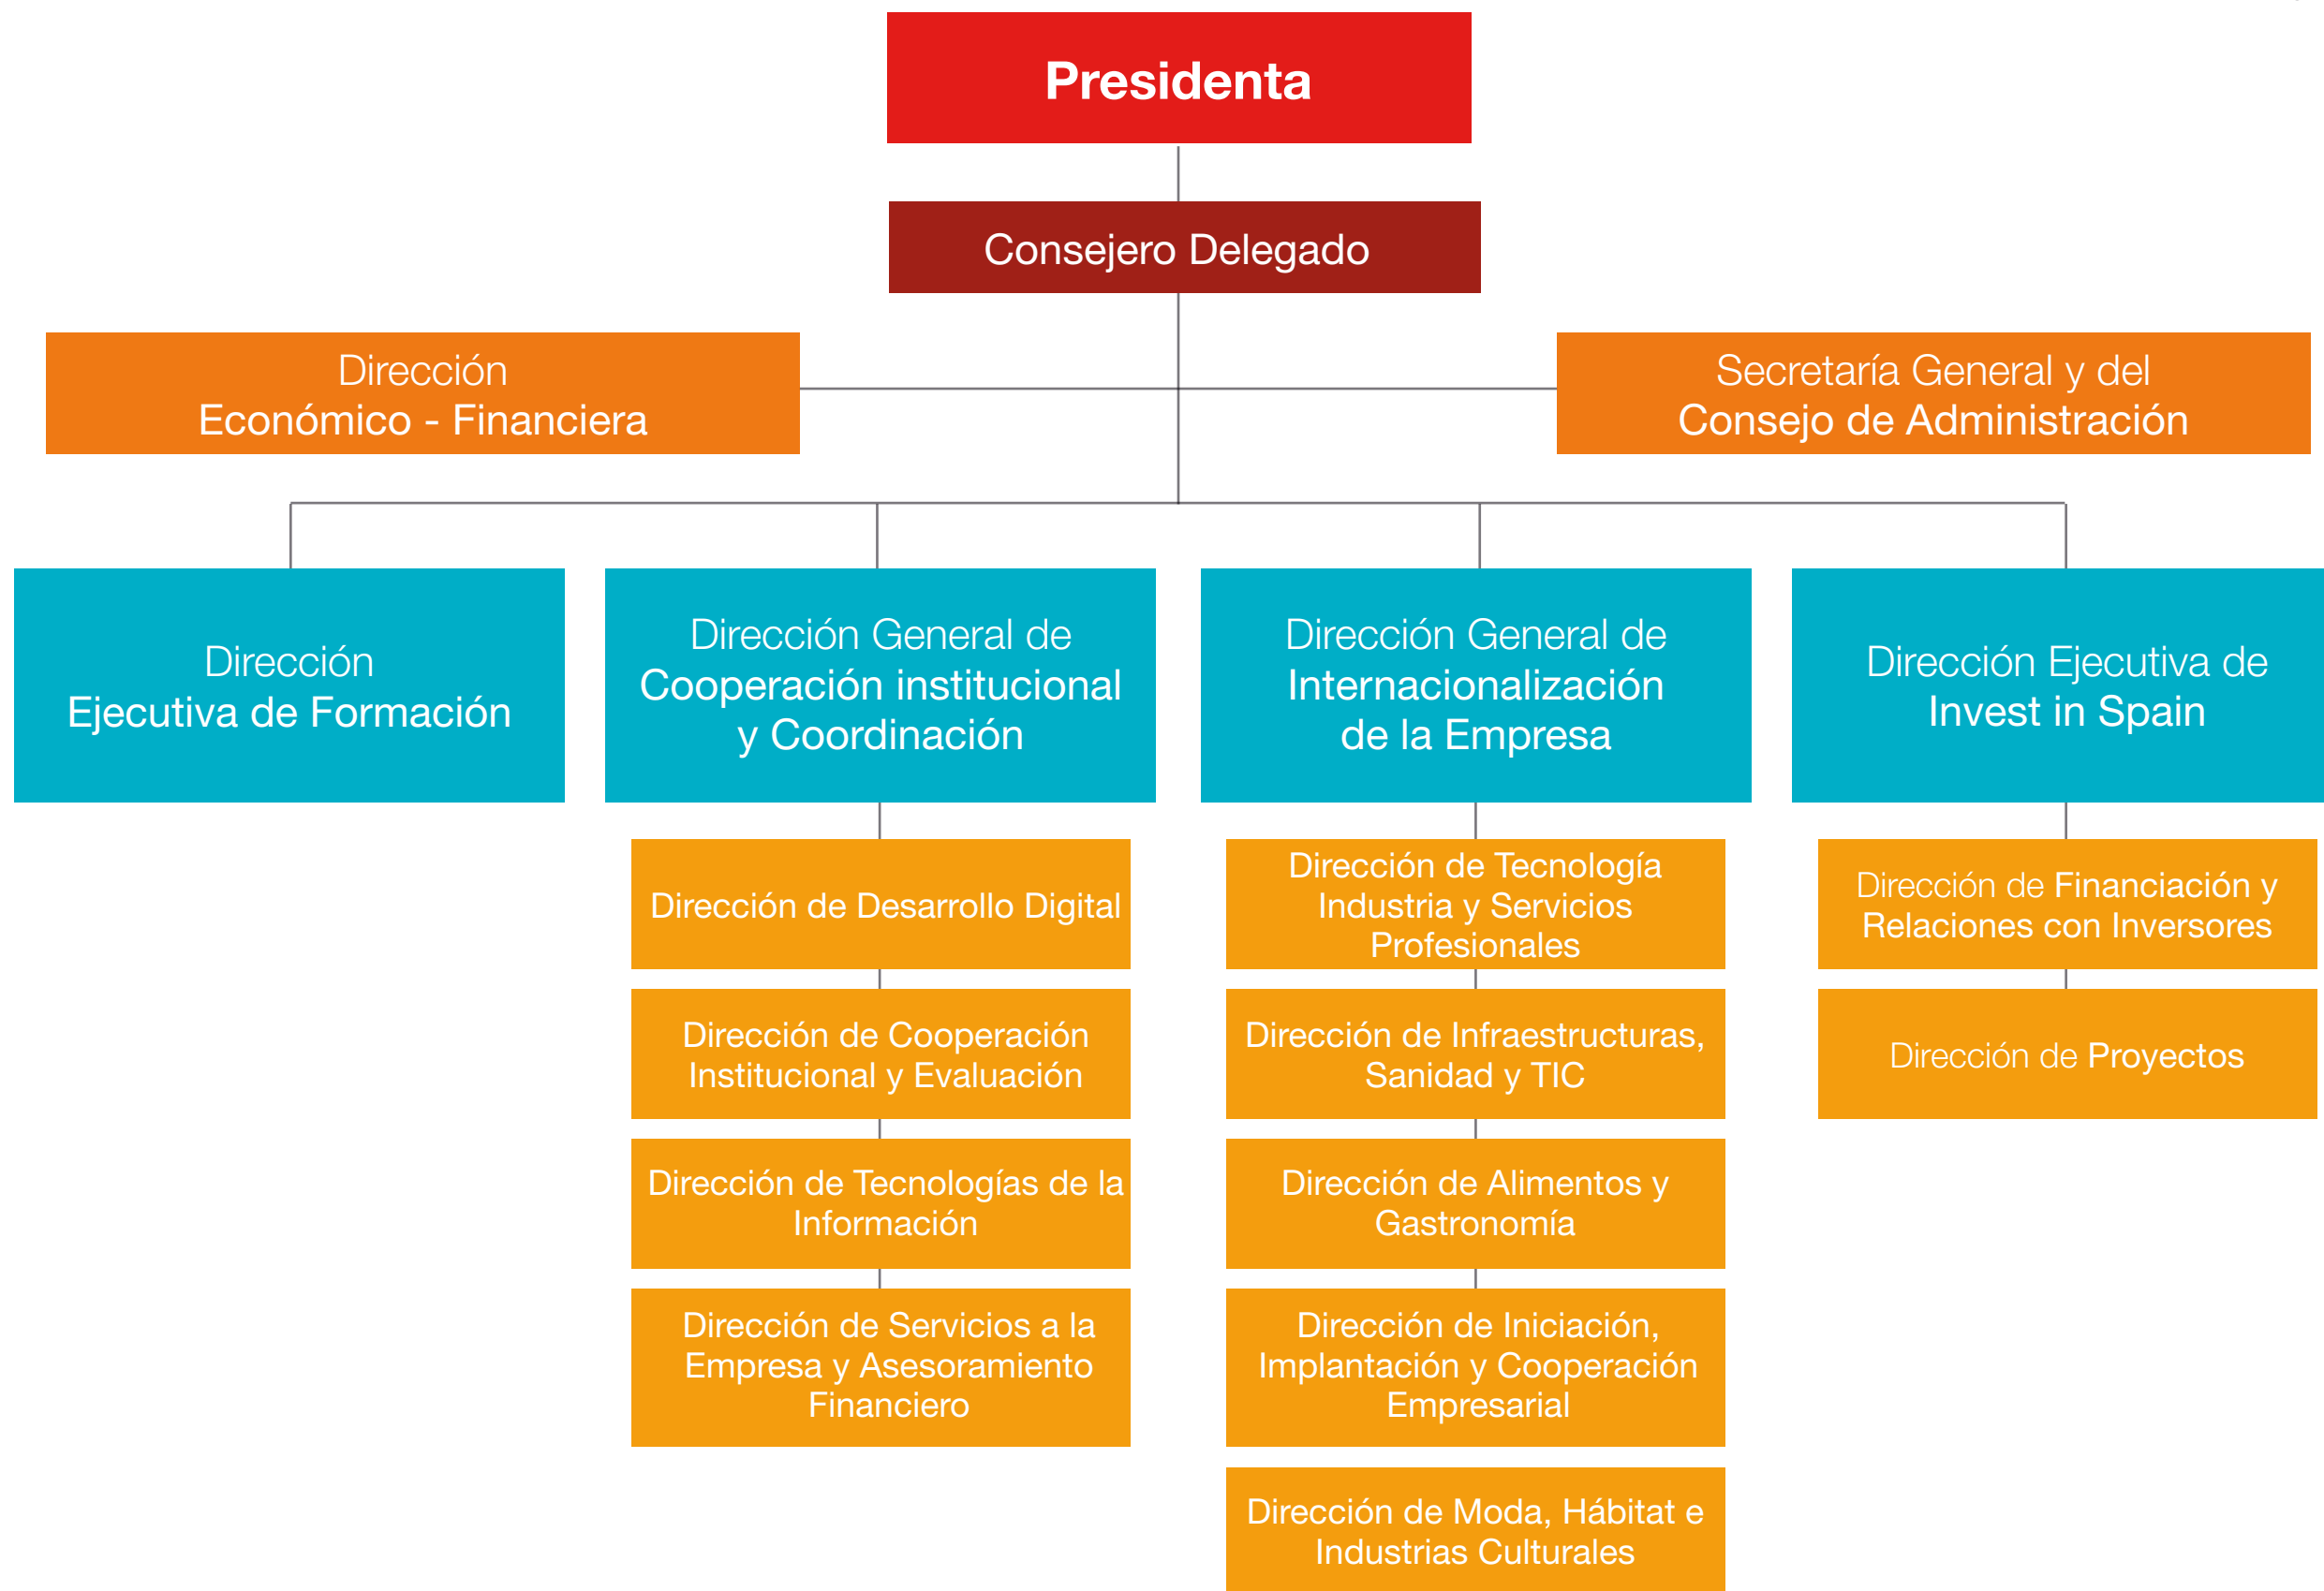 Presidenta
Consejero Delegado
Dirección
Económico - Financiera
Secretaría General y del
Consejo de Administración
Dirección
Ejecutiva de Formación
Dirección General de
Cooperación institucional
y Coordinación
Dirección General de
Internacionalización
de la Empresa
Dirección Ejecutiva de
Invest in Spain
Dirección de Desarrollo Digital
Dirección de Cooperación
Institucional y Evaluación
Dirección de Tecnologías de la
Información
Dirección de Servicios a la
Empresa y Asesoramiento
Financiero
Dirección de Tecnología
Industria y Servicios
Profesionales
Dirección de Infraestructuras,
Sanidad y TIC
Dirección de Alimentos y
Gastronomía
Dirección de Iniciación,
Implantación y Cooperación
Empresarial
Dirección de Moda, Hábitat e
Industrias Culturales
Dirección de Financiación y
Relaciones con Inversores
Dirección de Proyectos